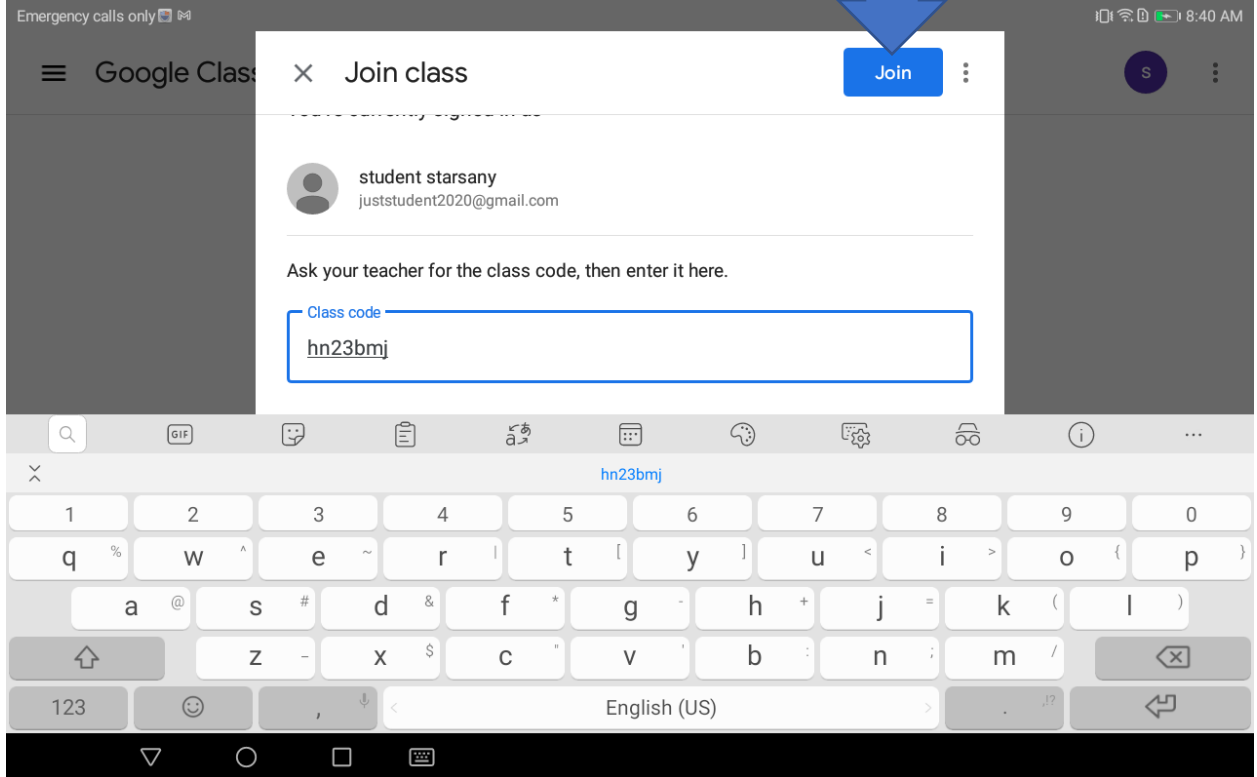 Emergency calls only 8:40 AM
Google Clas
Join class
Join
S
student starsany
juststudent2020@gmail.com
Ask your teacher for the class code, then enter it here.
Class code
hn23bmj
GIF
hn23bmj
1 2 3 4 5 6 7 8 9 0
q % w ^ e ~ r | t [ y ] u < i > o { p }
a @ s # d & f * g - h + j = k ( l )
z _ x $ c " v ' b : n ; m /
123 , < English (US) > . ,!?